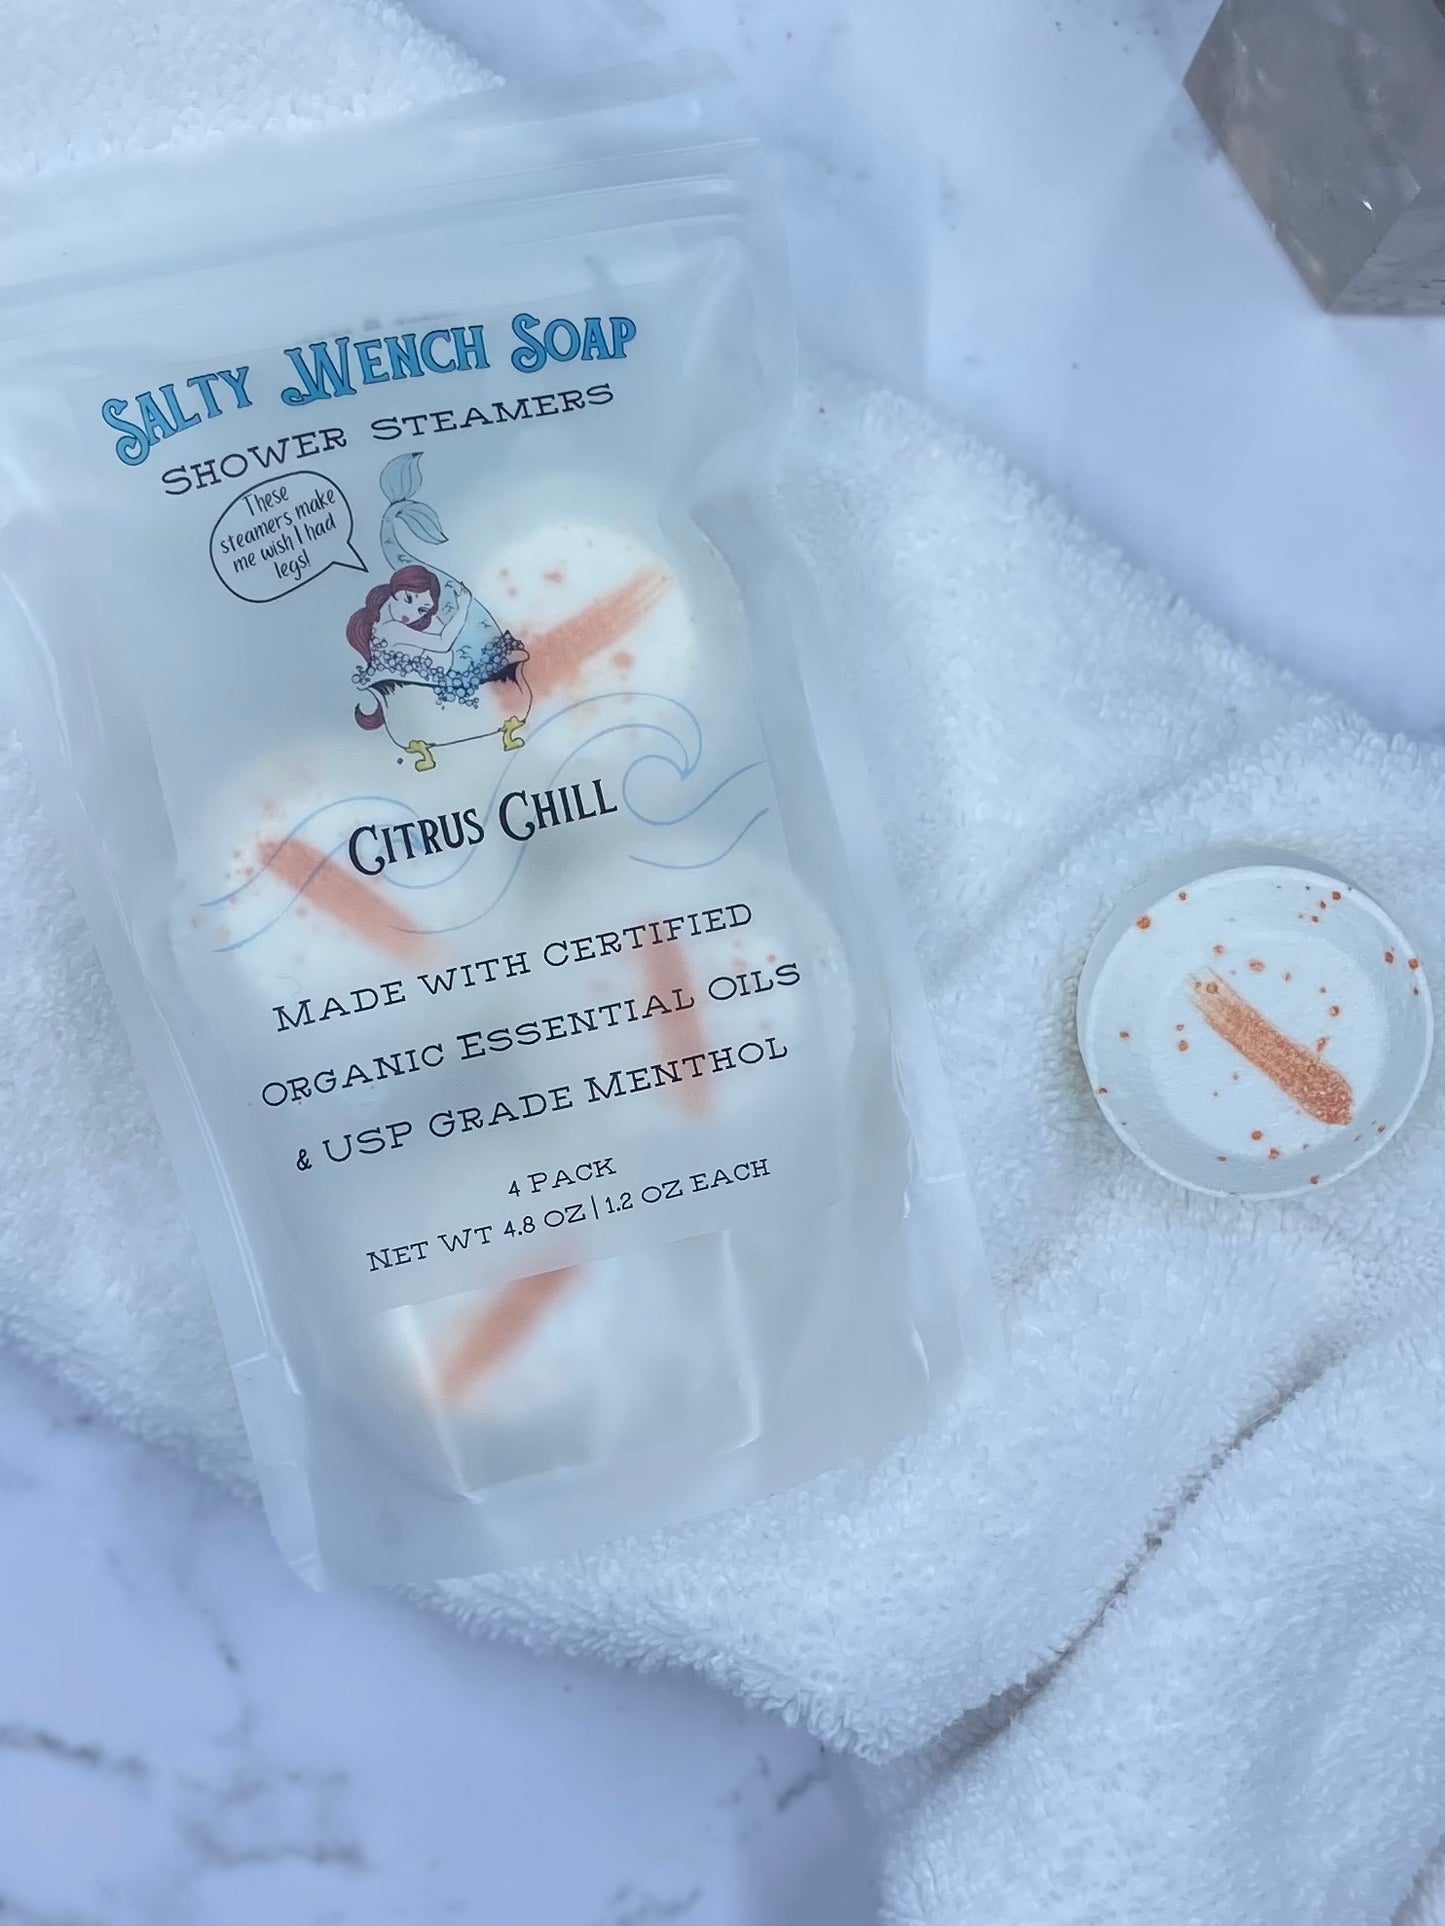 Salty Wench Soap
Shower Steamers
These
steamers make
me wish I had
legs!
Citrus Chill
Made with Certified
Organic Essential Oils
& USP Grade Menthol
4 Pack
Net Wt 4.8 oz | 1.2 oz each